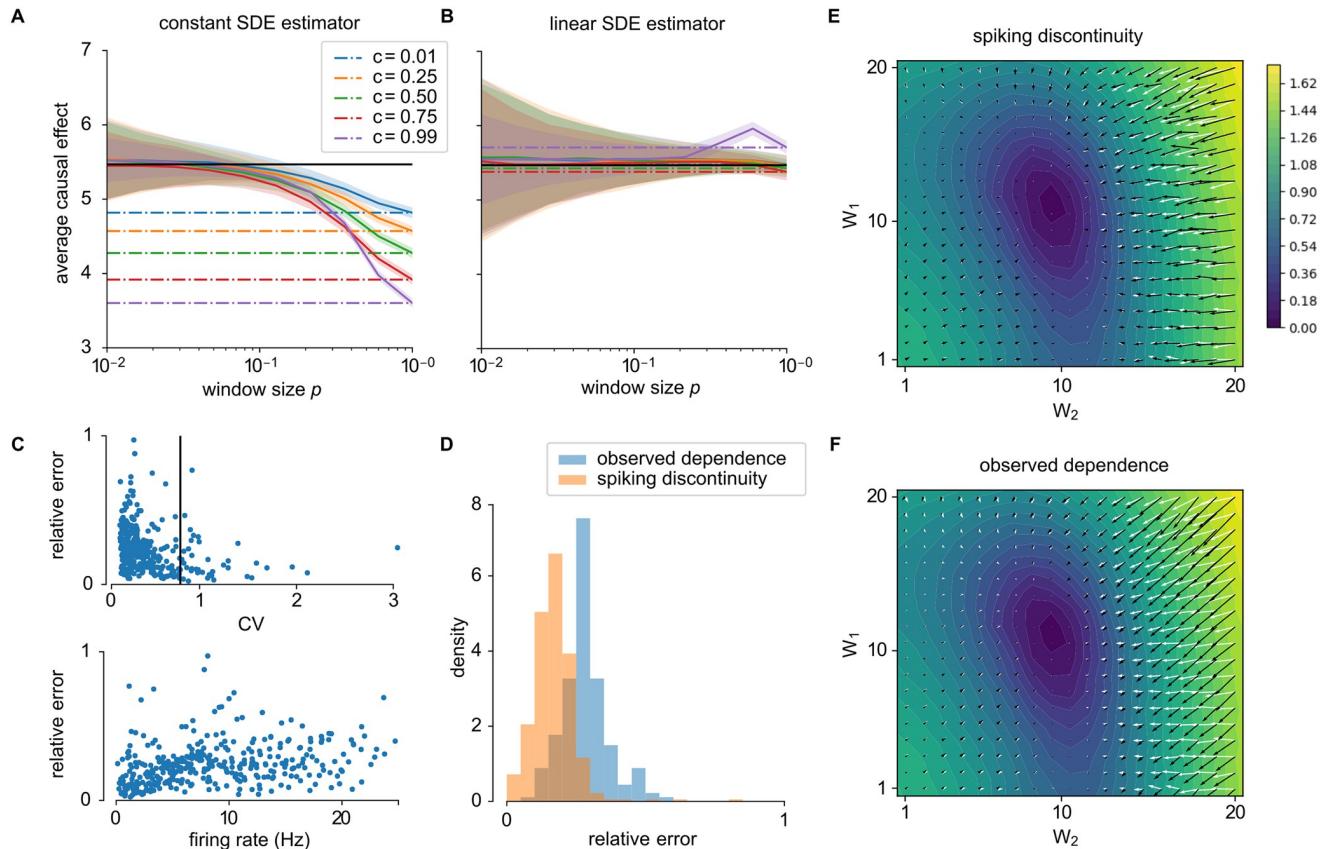 A
constant SDE estimator
7
6
5
4
3
average causal effect
10⁻²
10⁻¹
10⁻⁰
window size p
c = 0.01
c = 0.25
c = 0.50
c = 0.75
c = 0.99
B
linear SDE estimator
10⁻²
10⁻¹
10⁻⁰
window size p
C
1
relative error
0
0
1
2
3
CV
1
relative error
0
0
10
20
firing rate (Hz)
D
observed dependence
spiking discontinuity
8
6
4
2
0
density
0
1
relative error
E
spiking discontinuity
20
W₁
10
1
1
10
20
W₂
1.62
1.44
1.26
1.08
0.90
0.72
0.54
0.36
0.18
0.00
F
observed dependence
20
W₁
10
1
1
10
20
W₂